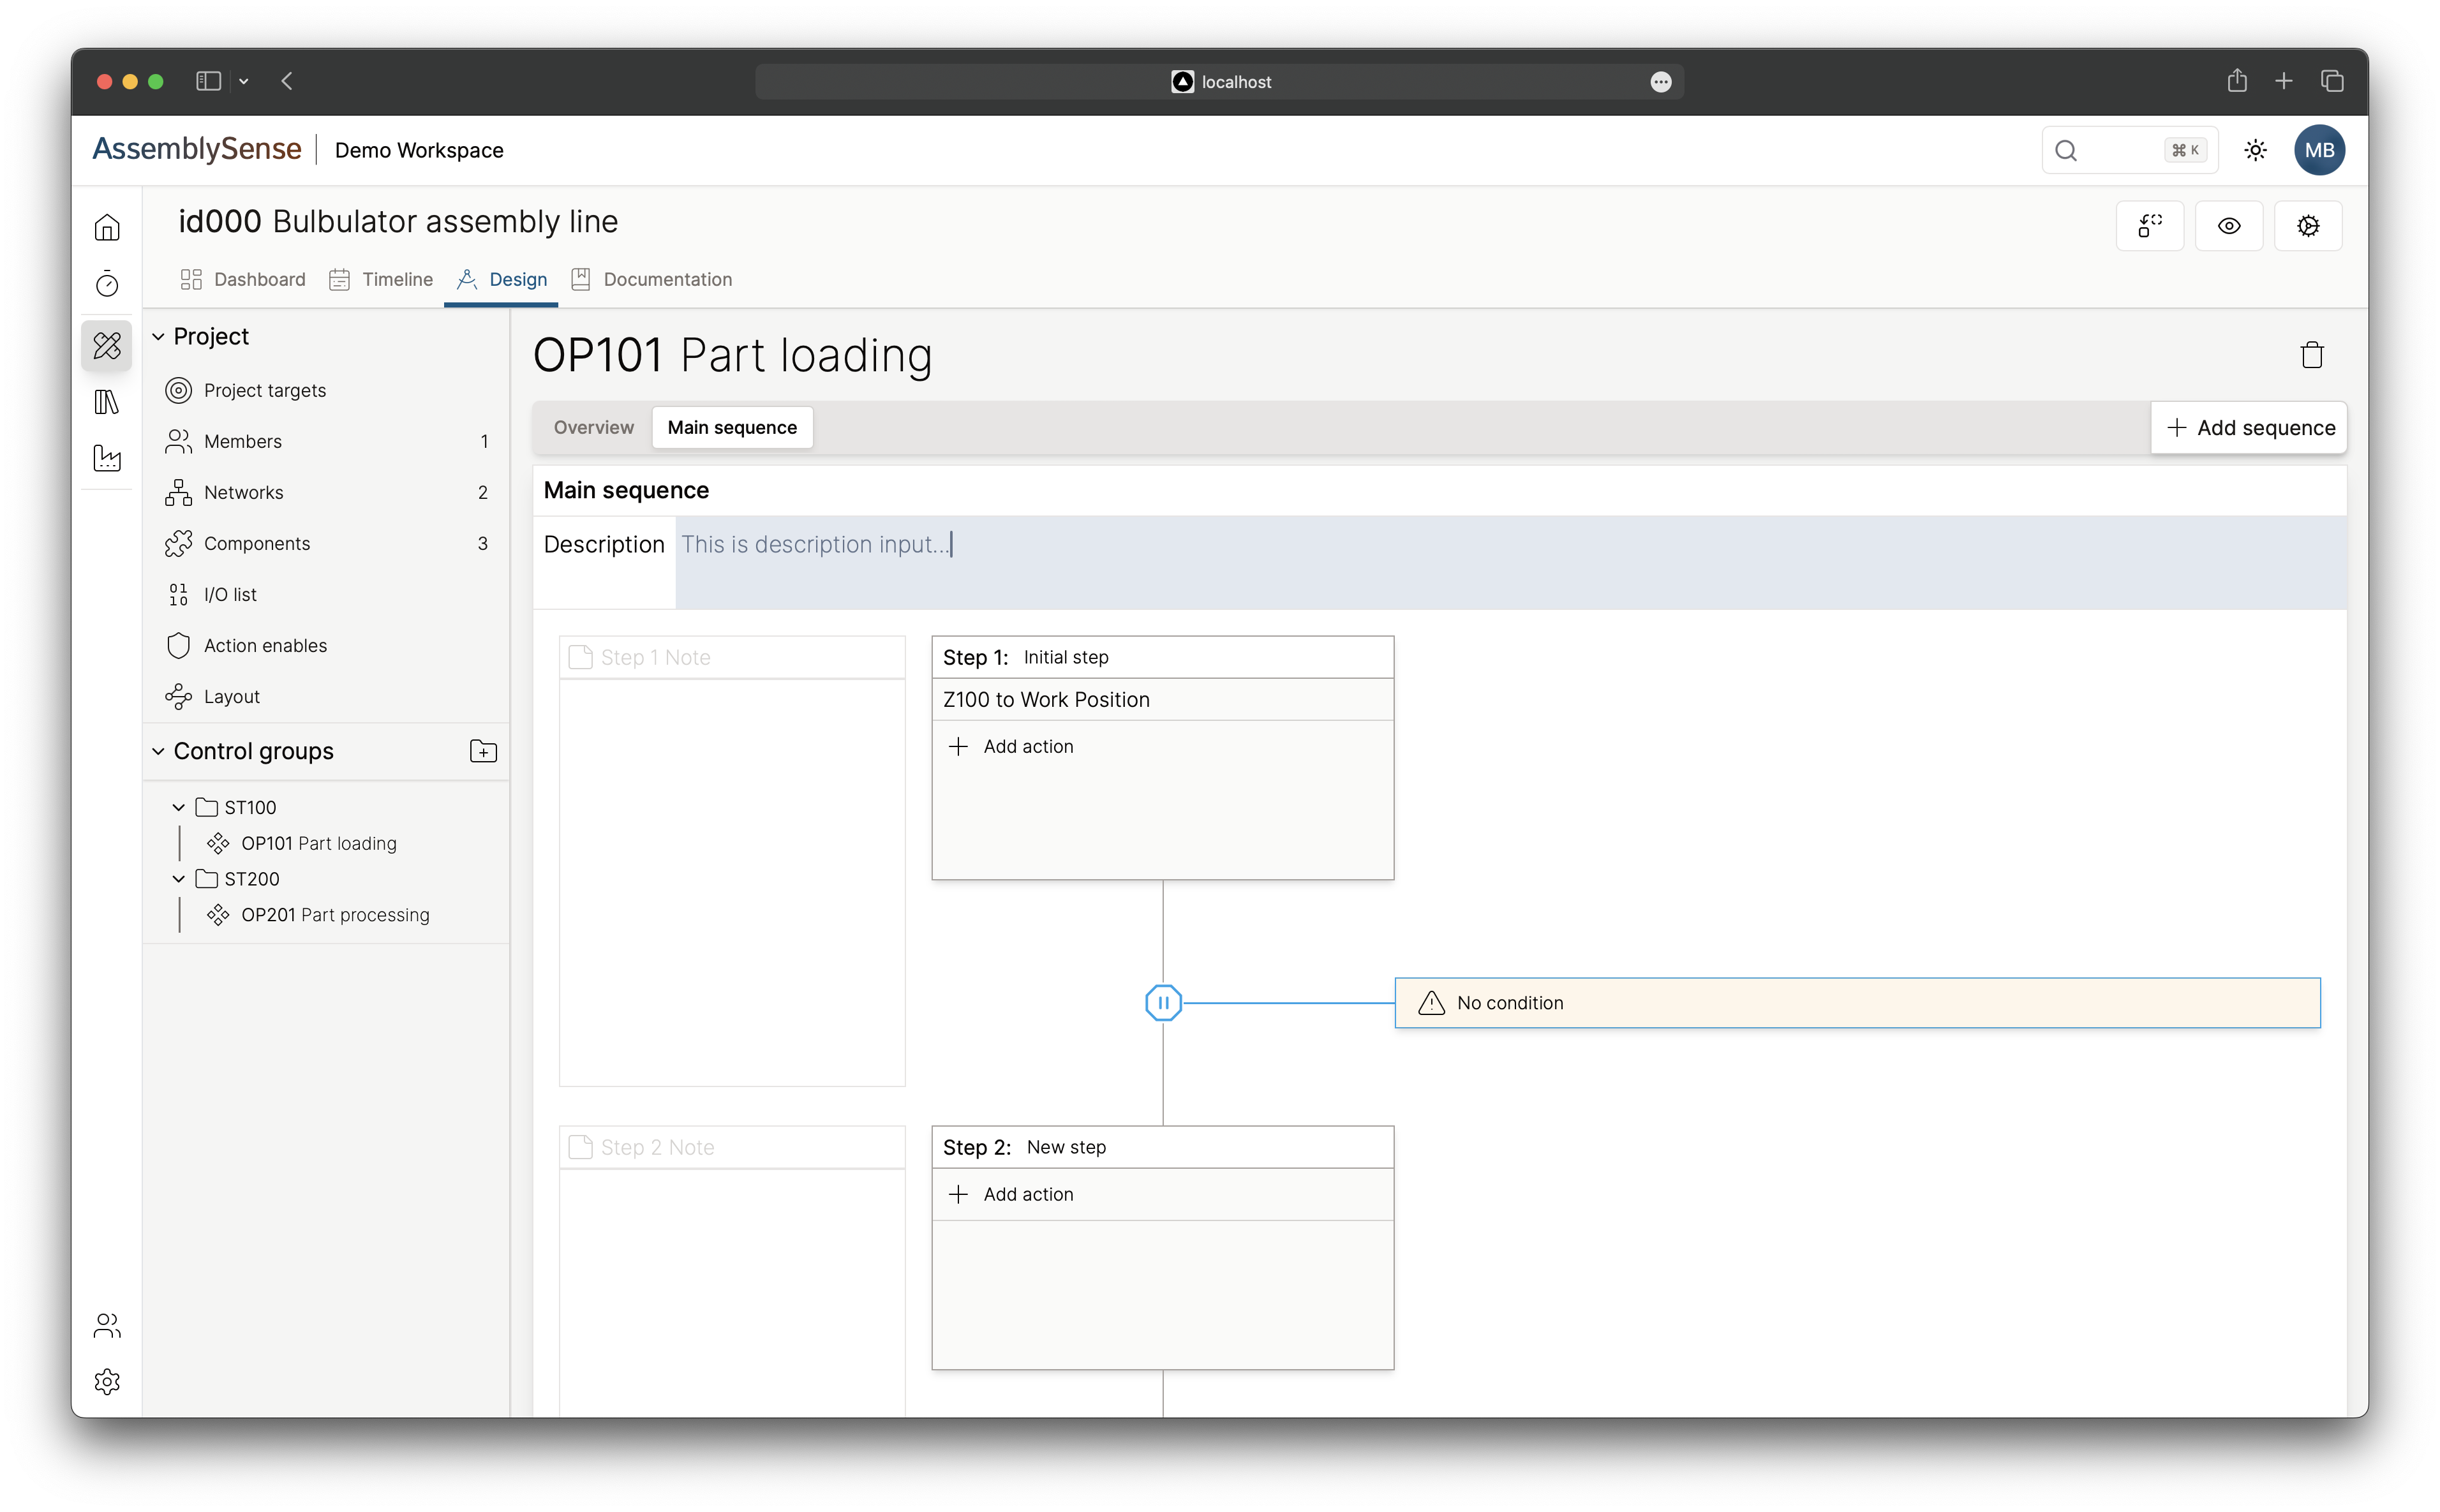 localhost
AssemblySense Demo Workspace
⌘ K
MB
id000 Bulbulator assembly line
Dashboard Timeline Design Documentation
Project
Project targets
Members 1
Networks 2
Components 3
I/O list
Action enables
Layout
Control groups
ST100
OP101 Part loading
ST200
OP201 Part processing
OP101 Part loading
Overview Main sequence
Add sequence
Main sequence
Description This is description input...
Step 1 Note
Step 1: Initial step
Z100 to Work Position
Add action
No condition
Step 2 Note
Step 2: New step
Add action